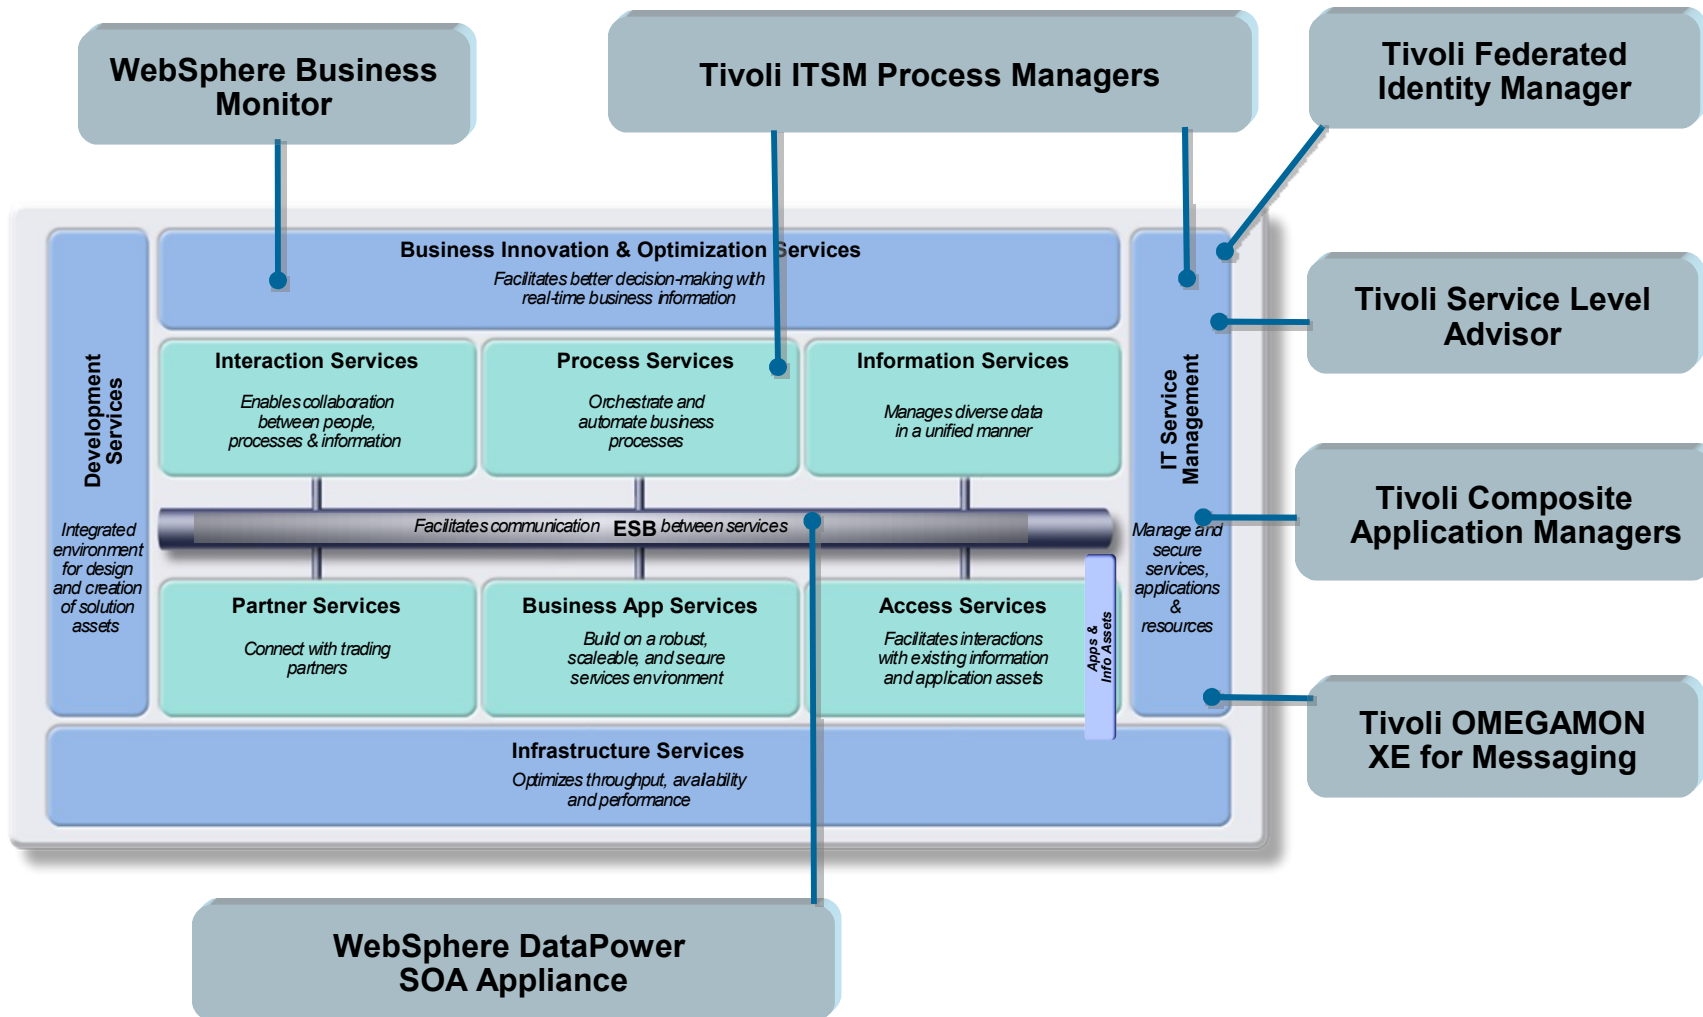 WebSphere Business
Monitor
Tivoli ITSM Process Managers
Tivoli Federated
Identity Manager
Business Innovation & Optimization Services
Facilitates better decision-making with
real-time business information
Tivoli Service Level
Advisor
Development
Services
Integrated
environment
for design
and creation
of solution
assets
Interaction Services
Enables collaboration
between people,
processes & information
Process Services
Orchestrate and
automate business
processes
Information Services
Manages diverse data
in a unified manner
IT Service
Management
Manage and
secure
services,
applications
&
resources
Tivoli Composite
Application Managers
Facilitates communication ESB between services
Partner Services
Connect with trading
partners
Business App Services
Build on a robust,
scaleable, and secure
services environment
Access Services
Facilitates interactions
with existing information
and application assets
Apps &
Info Assets
Tivoli OMEGAMON
XE for Messaging
Infrastructure Services
Optimizes throughput, availability
and performance
WebSphere DataPower
SOA Appliance